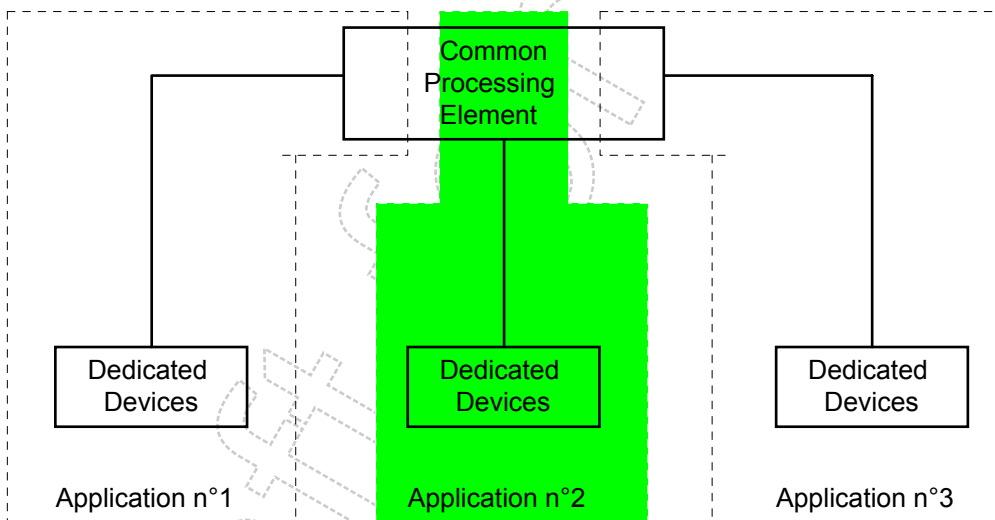 Common
Processing
Element
Dedicated
Devices
Dedicated
Devices
Dedicated
Devices
Application n°1
Application n°2
Application n°3